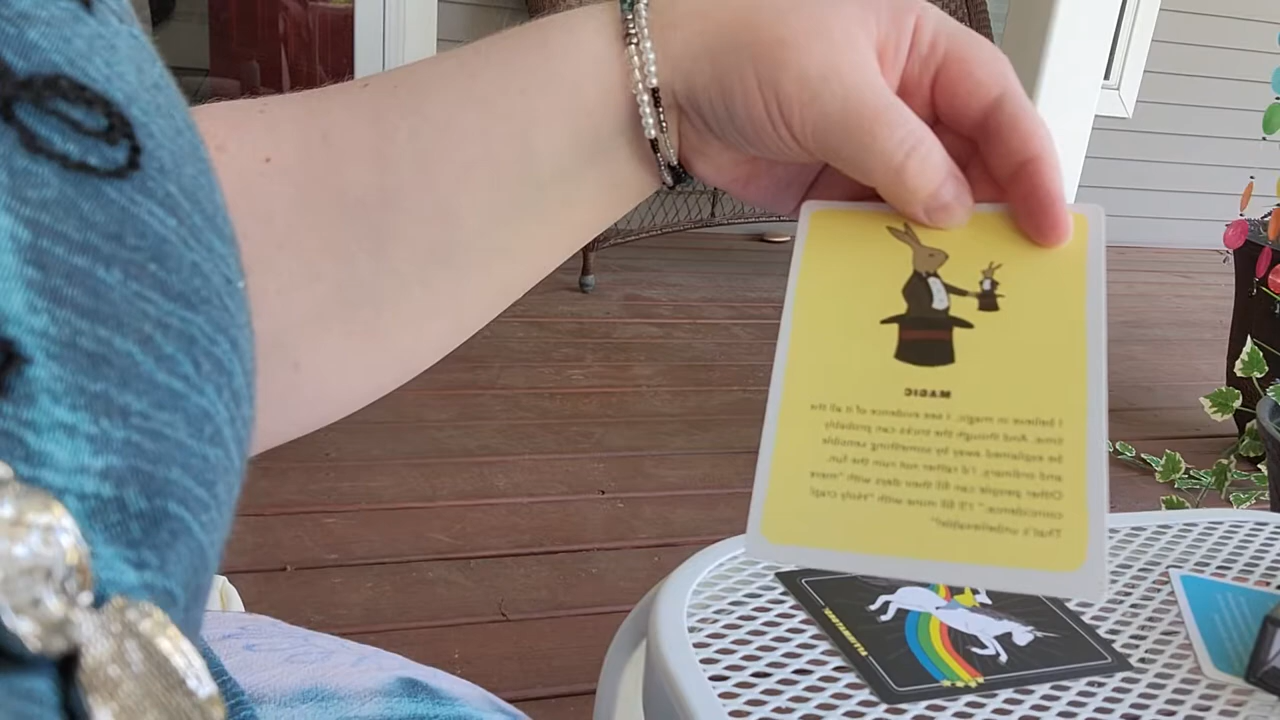 MAGIC
I believe in magic. I see evidence of it all the
time. And though the tricks can probably
be explained away by something sensible
and ordinary, I'd rather not ruin the fun.
Other people can fill they days with "mere
coincidence." I'll fill mine with "Holy crap!
That's unbelievable!"